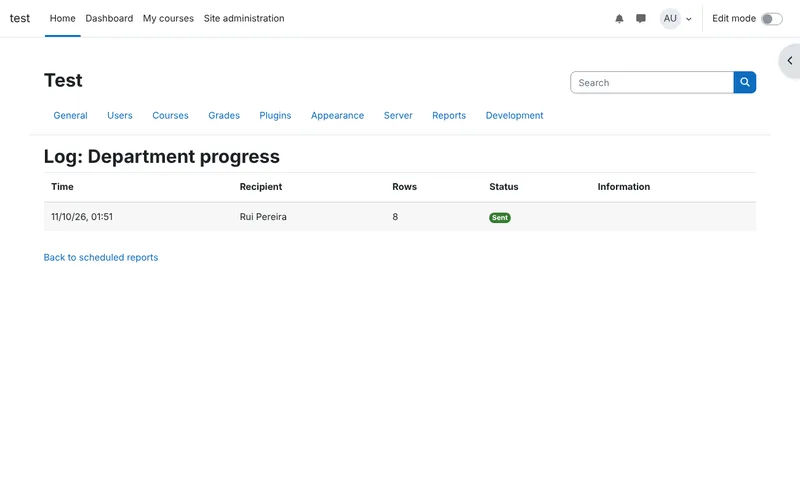 test Home Dashboard My courses Site administration AU Edit mode
Test
Search
General Users Courses Grades Plugins Appearance Server Reports Development
Log: Department progress
Time Recipient Rows Status Information
11/10/26, 01:51 Rui Pereira 8 Sent
Back to scheduled reports